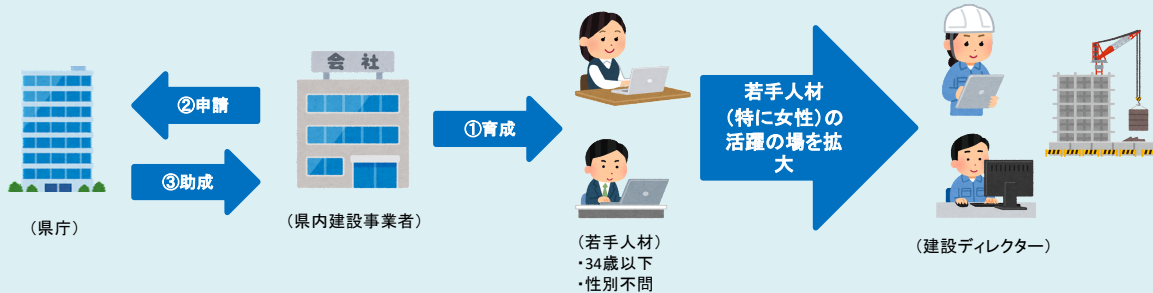 会社
②申請
①育成
③助成
若手人材
（特に女性）の
活躍の場を拡
大
（県庁）
（県内建設事業者）
（若手人材）
・34歳以下
・性別不問
（建設ディレクター）